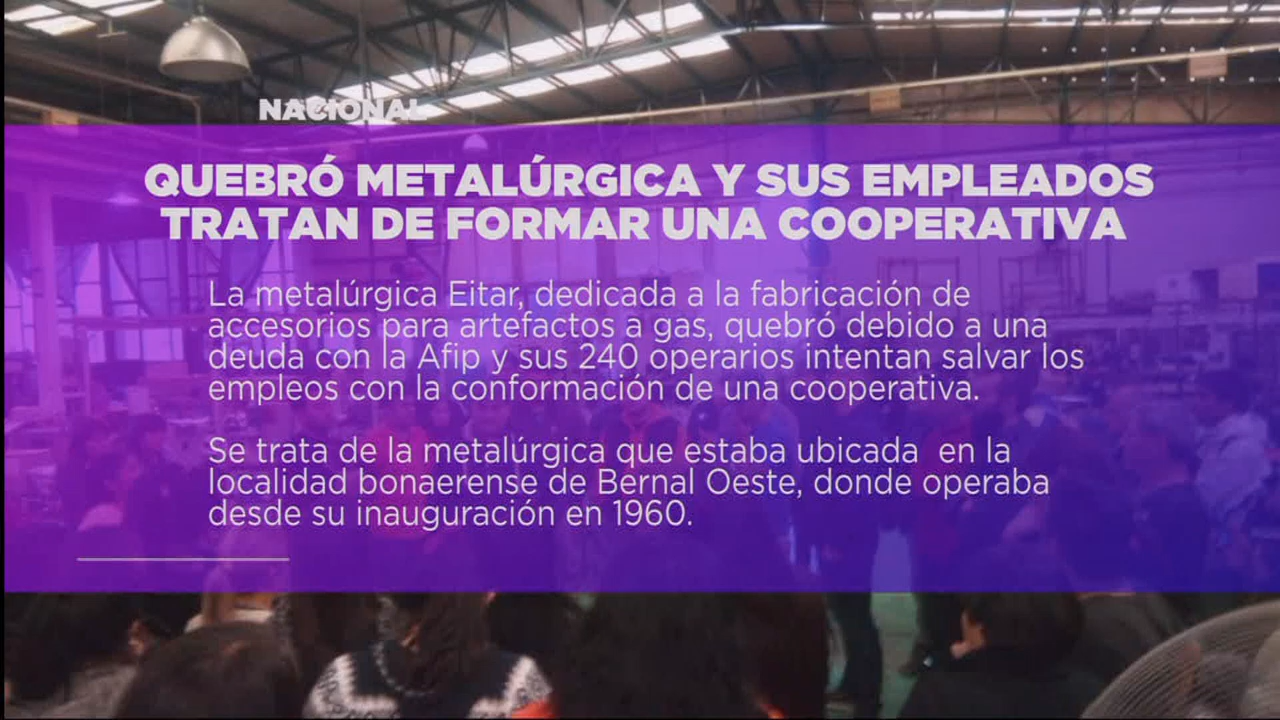 NACIONAL
QUEBRÓ METALÚRGICA Y SUS EMPLEADOS
TRATAN DE FORMAR UNA COOPERATIVA
La metalúrgica Eitar, dedicada a la fabricación de
accesorios para artefactos a gas, quebró debido a una
deuda con la Afip y sus 240 operarios intentan salvar los
empleos con la conformación de una cooperativa.
Se trata de la metalúrgica que estaba ubicada en la
localidad bonaerense de Bernal Oeste, donde operaba
desde su inauguración en 1960.